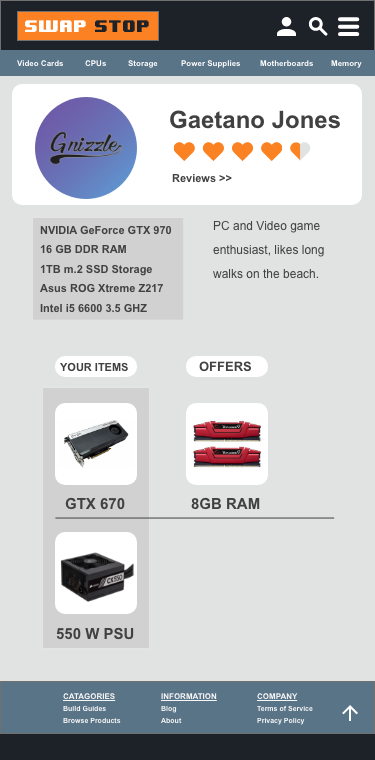 SWAP STOP
Video Cards CPUs Storage Power Supplies Motherboards Memory
Gnizzle
Gaetano Jones
Reviews >>
NVIDIA GeForce GTX 970
16 GB DDR RAM
1TB m.2 SSD Storage
Asus ROG Xtreme Z217
Intel i5 6600 3.5 GHZ
PC and Video game
enthusiast, likes long
walks on the beach.
YOUR ITEMS
OFFERS
GTX 670
8GB RAM
550 W PSU
CATAGORIES
Build Guides
Browse Products
INFORMATION
Blog
About
COMPANY
Terms of Service
Privacy Policy